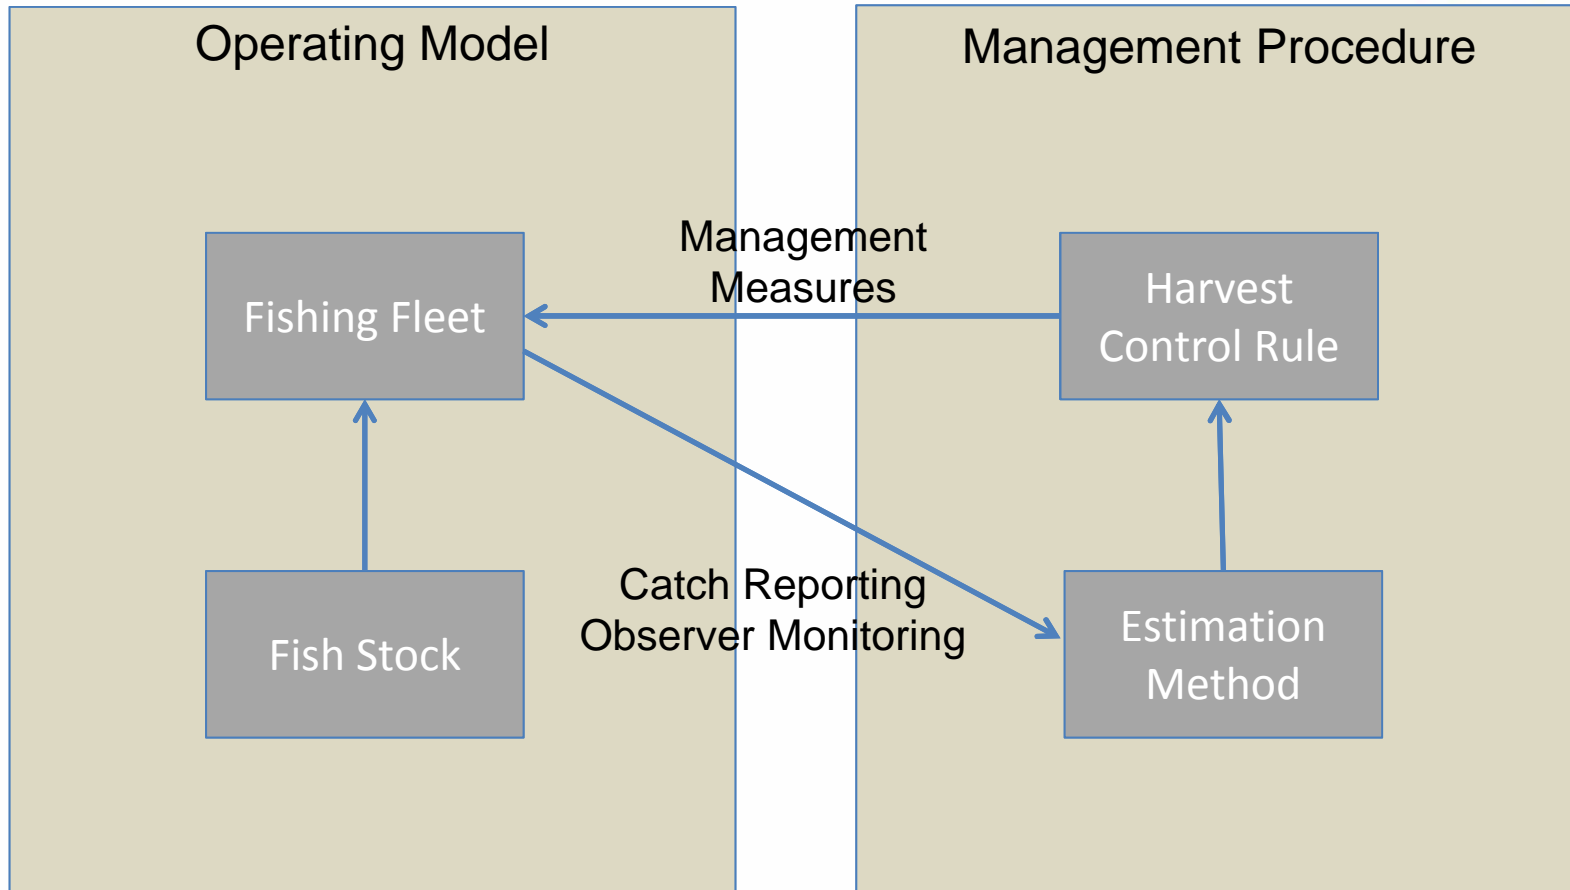 Operating Model
Management Procedure
Management
Measures
Fishing Fleet
Harvest
Control Rule
Catch Reporting
Observer Monitoring
Fish Stock
Estimation
Method